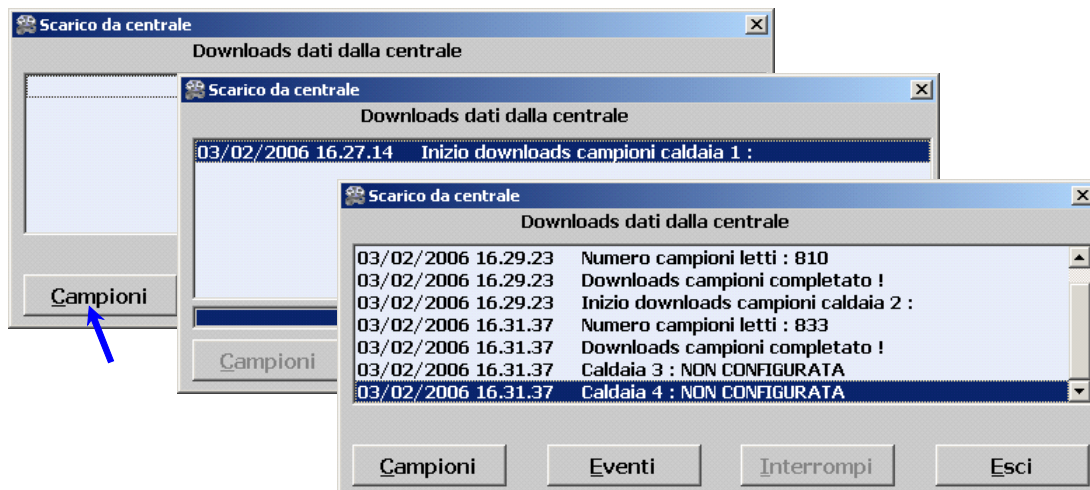 Scarico da centrale
Downloads dati dalla centrale
Campioni
Scarico da centrale
Downloads dati dalla centrale
03/02/2006 16.27.14 Inizio downloads campioni caldaia 1 :
Campioni
Scarico da centrale
Downloads dati dalla centrale
03/02/2006 16.29.23 Numero campioni letti : 810
03/02/2006 16.29.23 Downloads campioni completato !
03/02/2006 16.29.23 Inizio downloads campioni caldaia 2 :
03/02/2006 16.31.37 Numero campioni letti : 833
03/02/2006 16.31.37 Downloads campioni completato !
03/02/2006 16.31.37 Caldaia 3 : NON CONFIGURATA
03/02/2006 16.31.37 Caldaia 4 : NON CONFIGURATA
Campioni Eventi Interrompi Esci